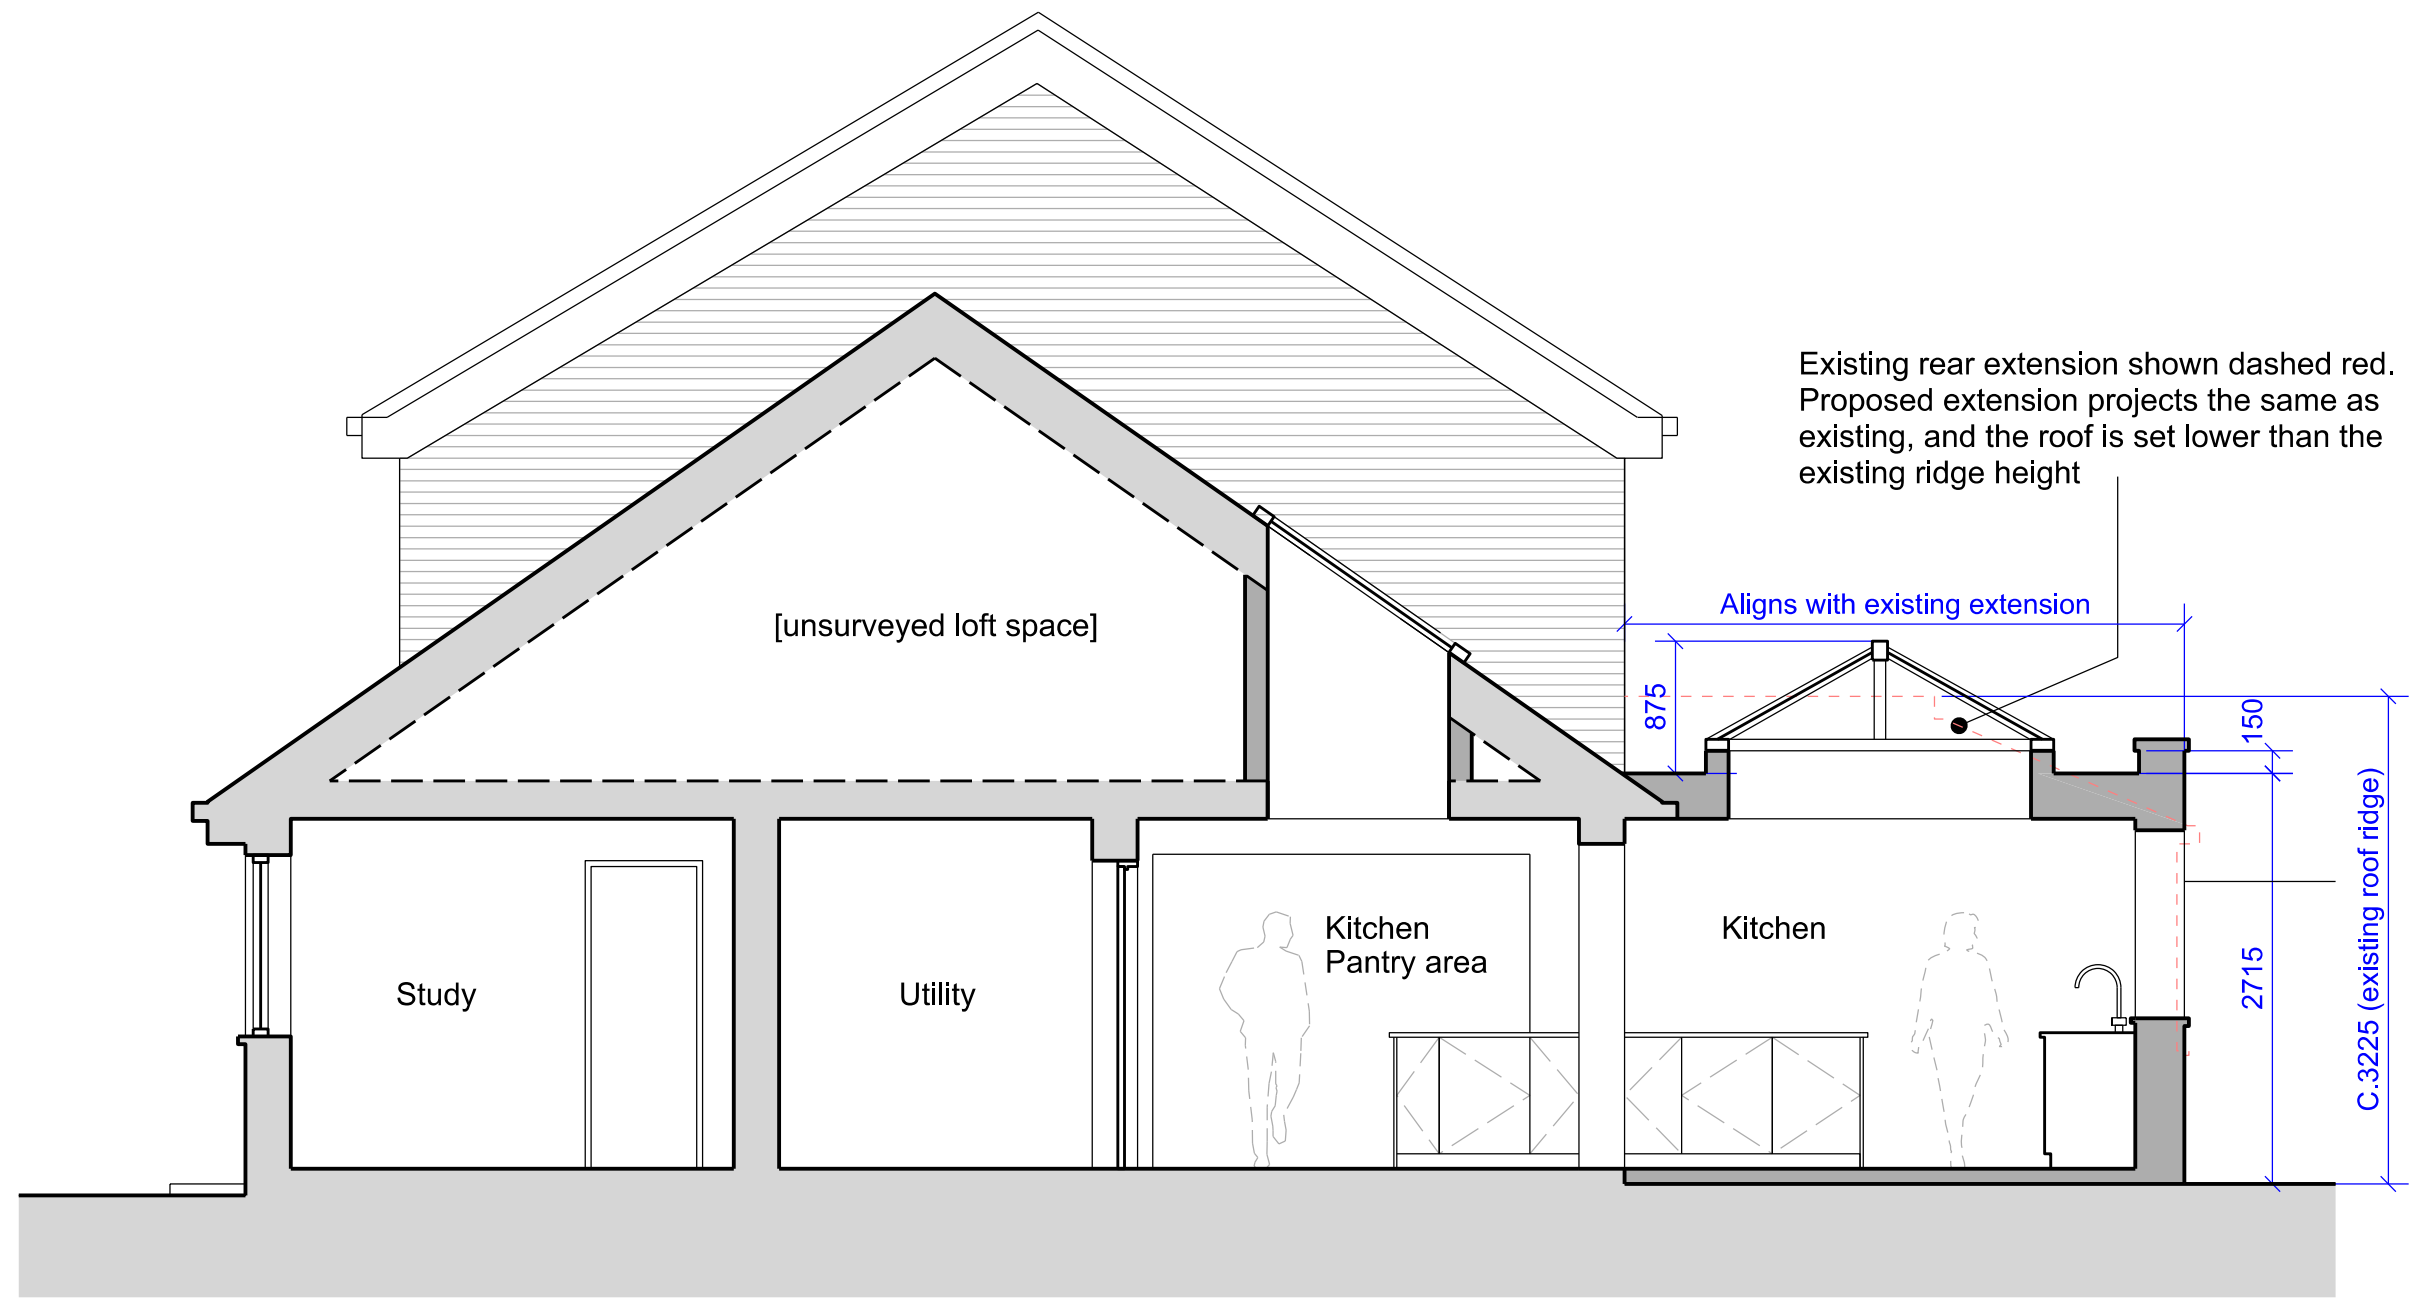 Existing rear extension shown dashed red.
Proposed extension projects the same as
existing, and the roof is set lower than the
existing ridge height
Aligns with existing extension
[unsurveyed loft space]
875
150
C.3225 (existing roof ridge)
2715
Kitchen
Pantry area
Kitchen
Study
Utility